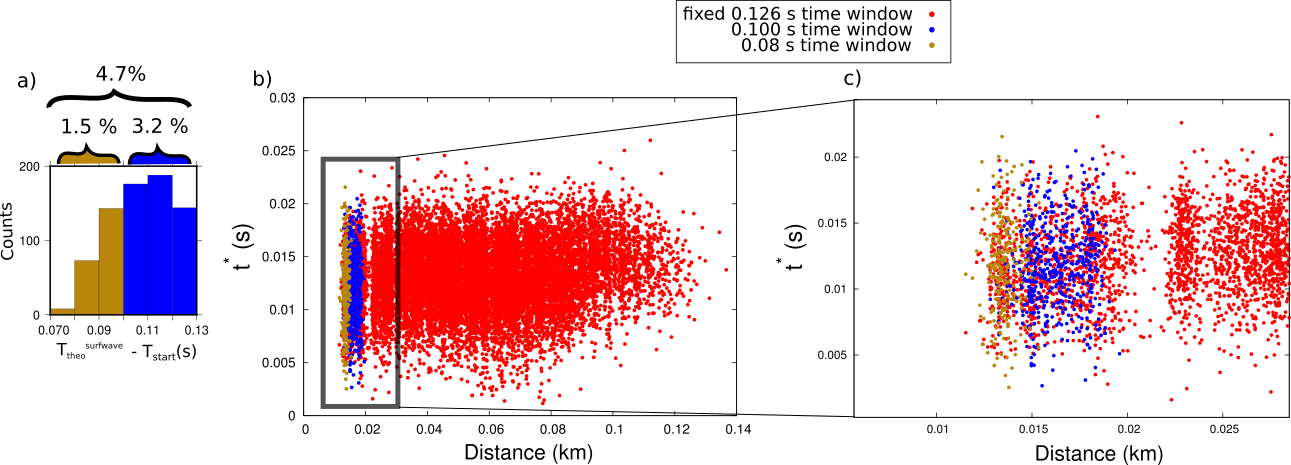 fixed 0.126 s time window
0.100 s time window
0.08 s time window
a)
4.7%
1.5 %
3.2 %
200
100
0
Counts
0.070
0.09
0.11
0.13
T theo surfwave - T start (s)
b)
0.03
0.025
0.02
0.015
0.01
0.005
0
t* (s)
0
0.02
0.04
0.06
0.08
0.1
0.12
0.14
Distance (km)
c)
0.02
0.015
0.01
0.005
t* (s)
0.01
0.015
0.02
0.025
Distance (km)